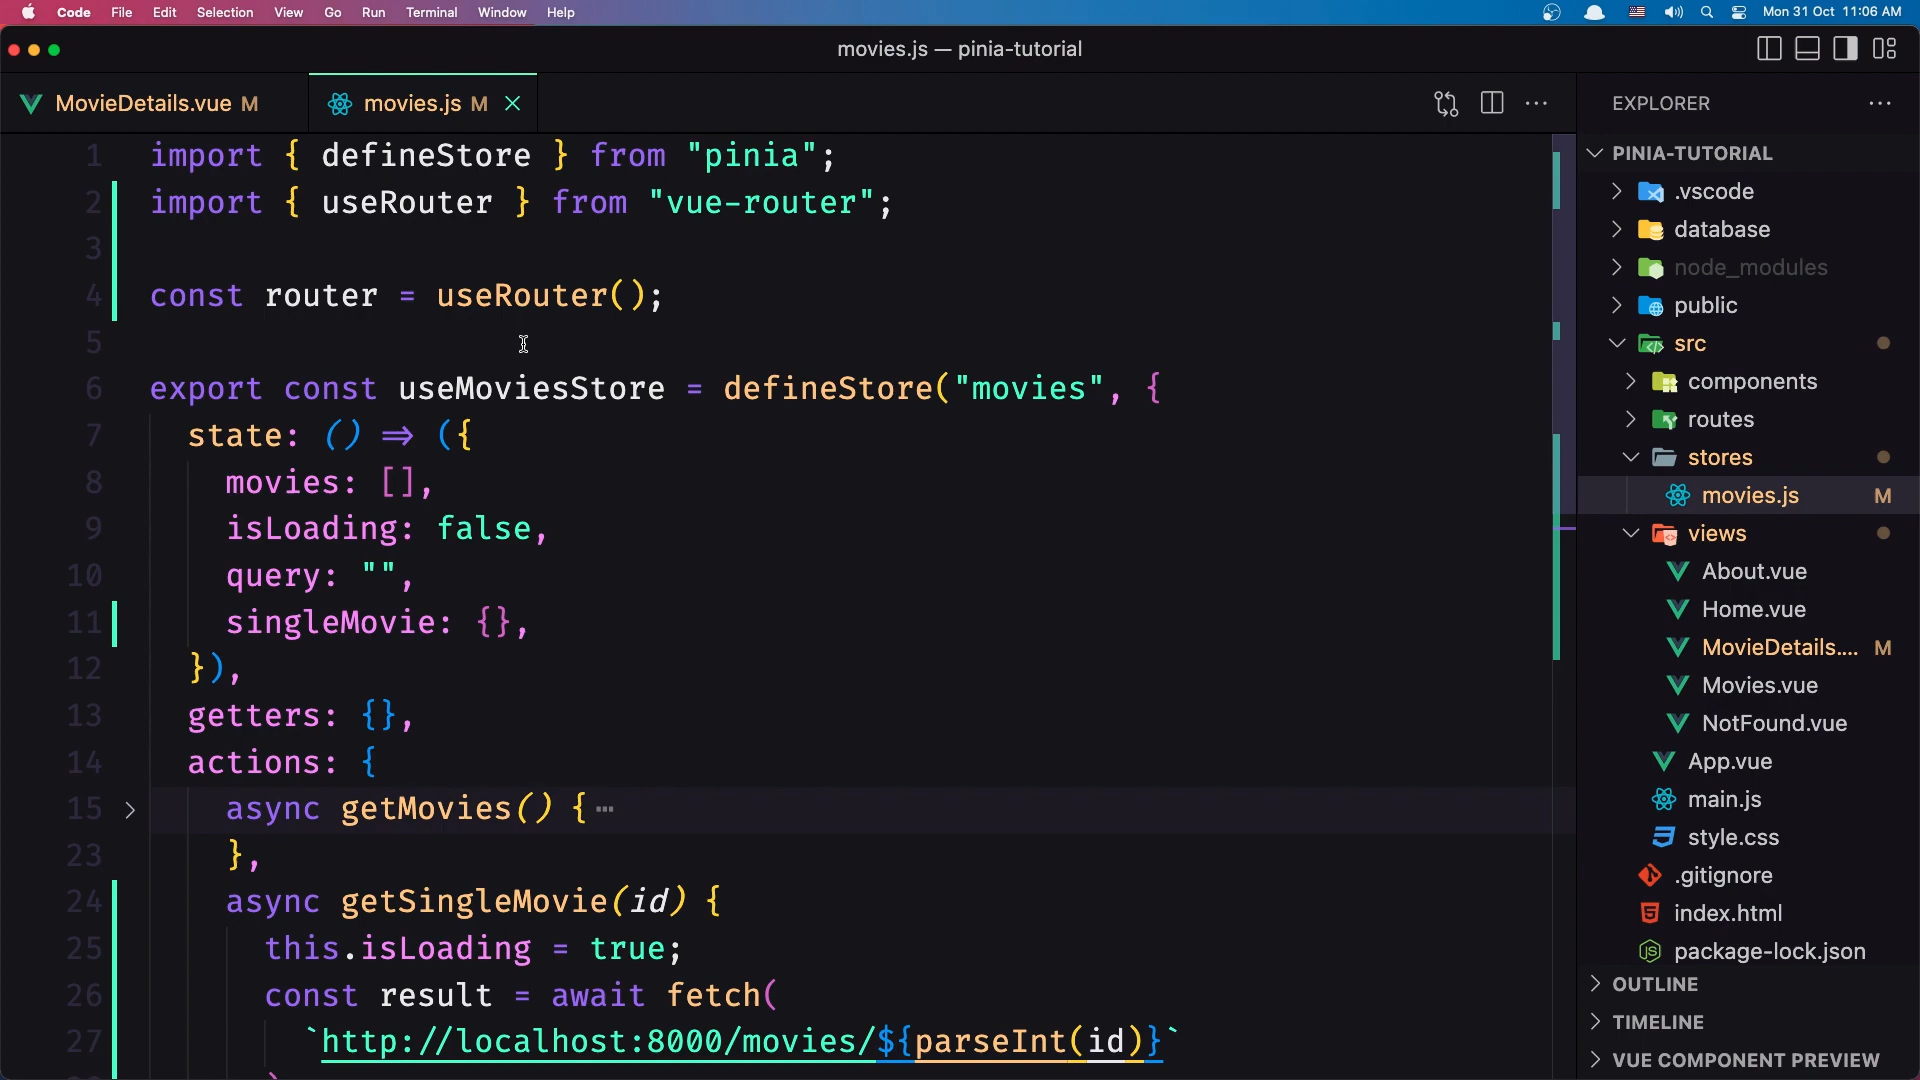 Code File Edit Selection View Go Run Terminal Window Help Mon 31 Oct 11:06 AM
movies.js — pinia-tutorial
MovieDetails.vue M movies.js M
1 import { defineStore } from "pinia";
2 import { useRouter } from "vue-router";
3
4 const router = useRouter();
5
6 export const useMoviesStore = defineStore("movies", {
7 state: () => ({
8 movies: [],
9 isLoading: false,
10 query: "",
11 singleMovie: {},
12 }),
13 getters: {},
14 actions: {
15 async getMovies() { ⋯
23 },
24 async getSingleMovie(id) {
25 this.isLoading = true;
26 const result = await fetch(
27 `http://localhost:8000/movies/${parseInt(id)}`
EXPLORER
PINIA-TUTORIAL
.vscode
database
node_modules
public
src
components
routes
stores
movies.js M
views
About.vue
Home.vue
MovieDetails.... M
Movies.vue
NotFound.vue
App.vue
main.js
style.css
.gitignore
index.html
package-lock.json
OUTLINE
TIMELINE
VUE COMPONENT PREVIEW